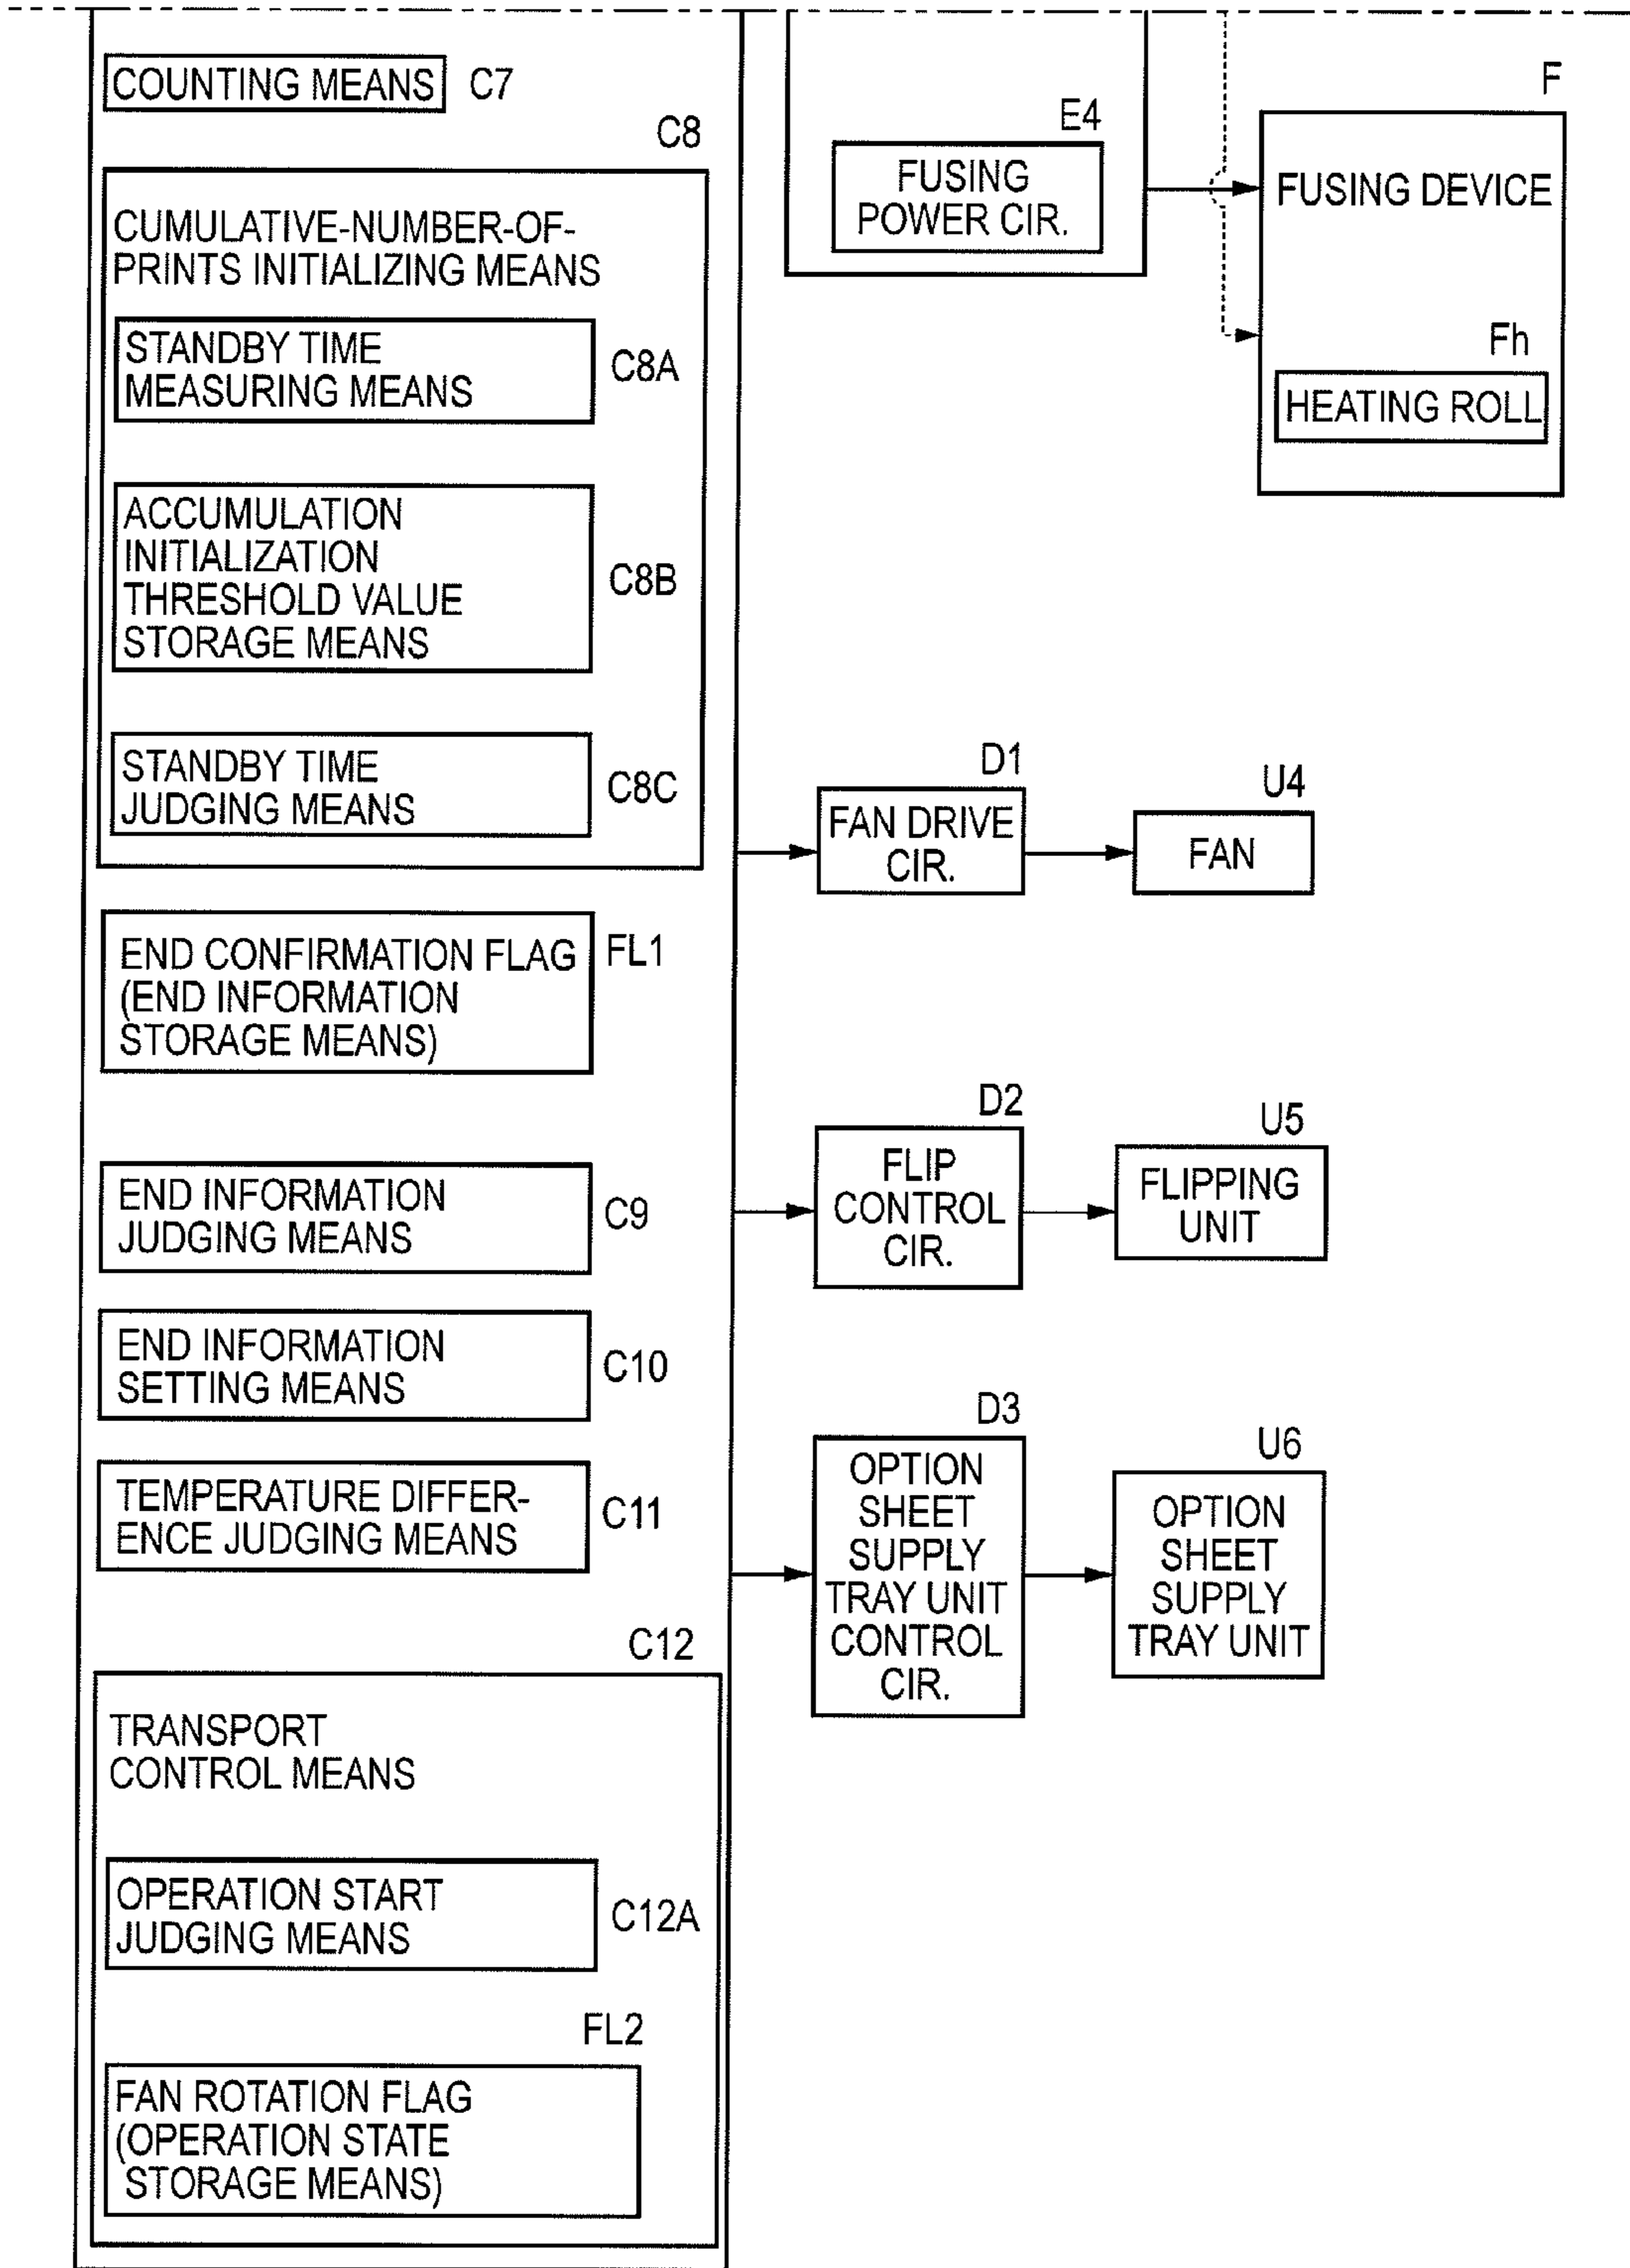 COUNTING MEANS
C7
C8
CUMULATIVE-NUMBER-OF-
PRINTS INITIALIZING MEANS
STANDBY TIME
MEASURING MEANS
C8A
ACCUMULATION
INITIALIZATION
THRESHOLD VALUE
STORAGE MEANS
C8B
STANDBY TIME
JUDGING MEANS
C8C
END CONFIRMATION FLAG
(END INFORMATION
STORAGE MEANS)
FL1
END INFORMATION
JUDGING MEANS
C9
END INFORMATION
SETTING MEANS
C10
TEMPERATURE DIFFER-
ENCE JUDGING MEANS
C11
C12
TRANSPORT
CONTROL MEANS
OPERATION START
JUDGING MEANS
C12A
FL2
FAN ROTATION FLAG
(OPERATION STATE
STORAGE MEANS)
E4
FUSING
POWER CIR.
F
FUSING DEVICE
Fh
HEATING ROLL
D1
FAN DRIVE
CIR.
U4
FAN
D2
FLIP
CONTROL
CIR.
U5
FLIPPING
UNIT
D3
OPTION
SHEET
SUPPLY
TRAY UNIT
CONTROL
CIR.
U6
OPTION
SHEET
SUPPLY
TRAY UNIT